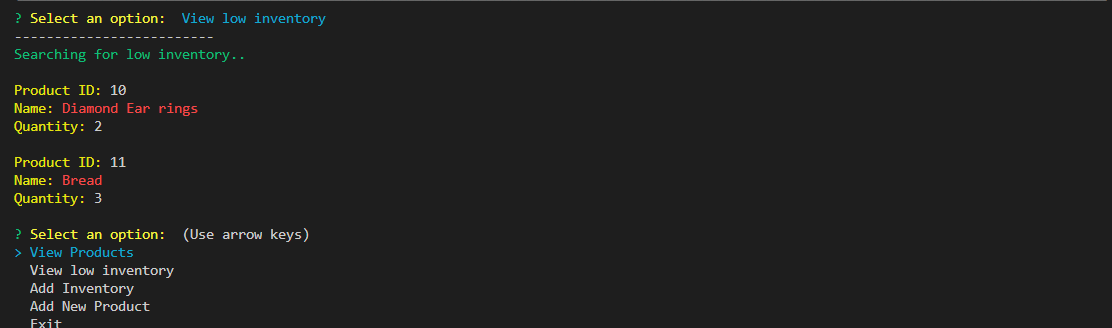 ? Select an option:  View low inventory
-------------------------
Searching for low inventory..
Product ID: 10
Name: Diamond Ear rings
Quantity: 2
Product ID: 11
Name: Bread
Quantity: 3
? Select an option:  (Use arrow keys)
> View Products
  View low inventory
  Add Inventory
  Add New Product
  Exit